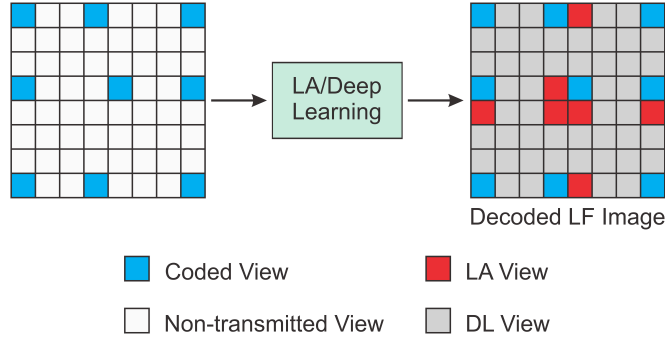 LA/Deep
Learning
Decoded LF Image
Coded View
LA View
Non-transmitted View
DL View